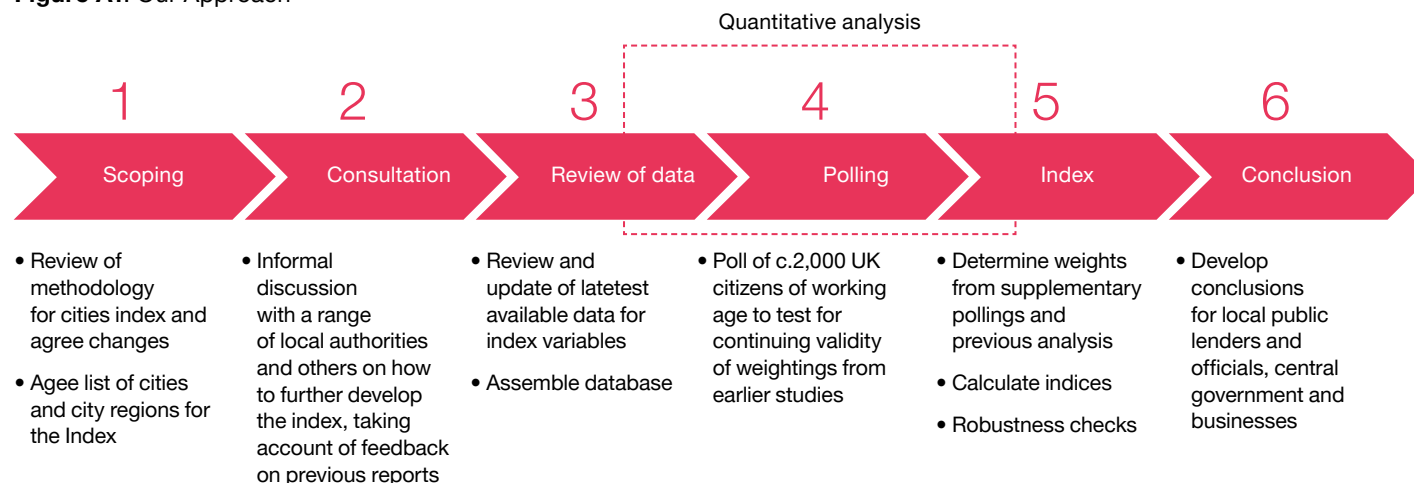 Quantitative analysis
1
2
3
4
5
6
Scoping
Consultation
Review of data
Polling
Index
Conclusion
• Review of
methodology
for cities index and
agree changes
• Agee list of cities
and city regions for
the Index
• Informal
discussion
with a range
of local authorities
and others on how
to further develop
the index, taking
account of feedback
on previous reports
• Review and
update of latetest
available data for
index variables
• Assemble database
• Poll of c.2,000 UK
citizens of working
age to test for
continuing validity
of weightings from
earlier studies
• Determine weights
from supplementary
pollings and
previous analysis
• Calculate indices
• Robustness checks
• Develop
conclusions
for local public
lenders and
officials, central
government and
businesses